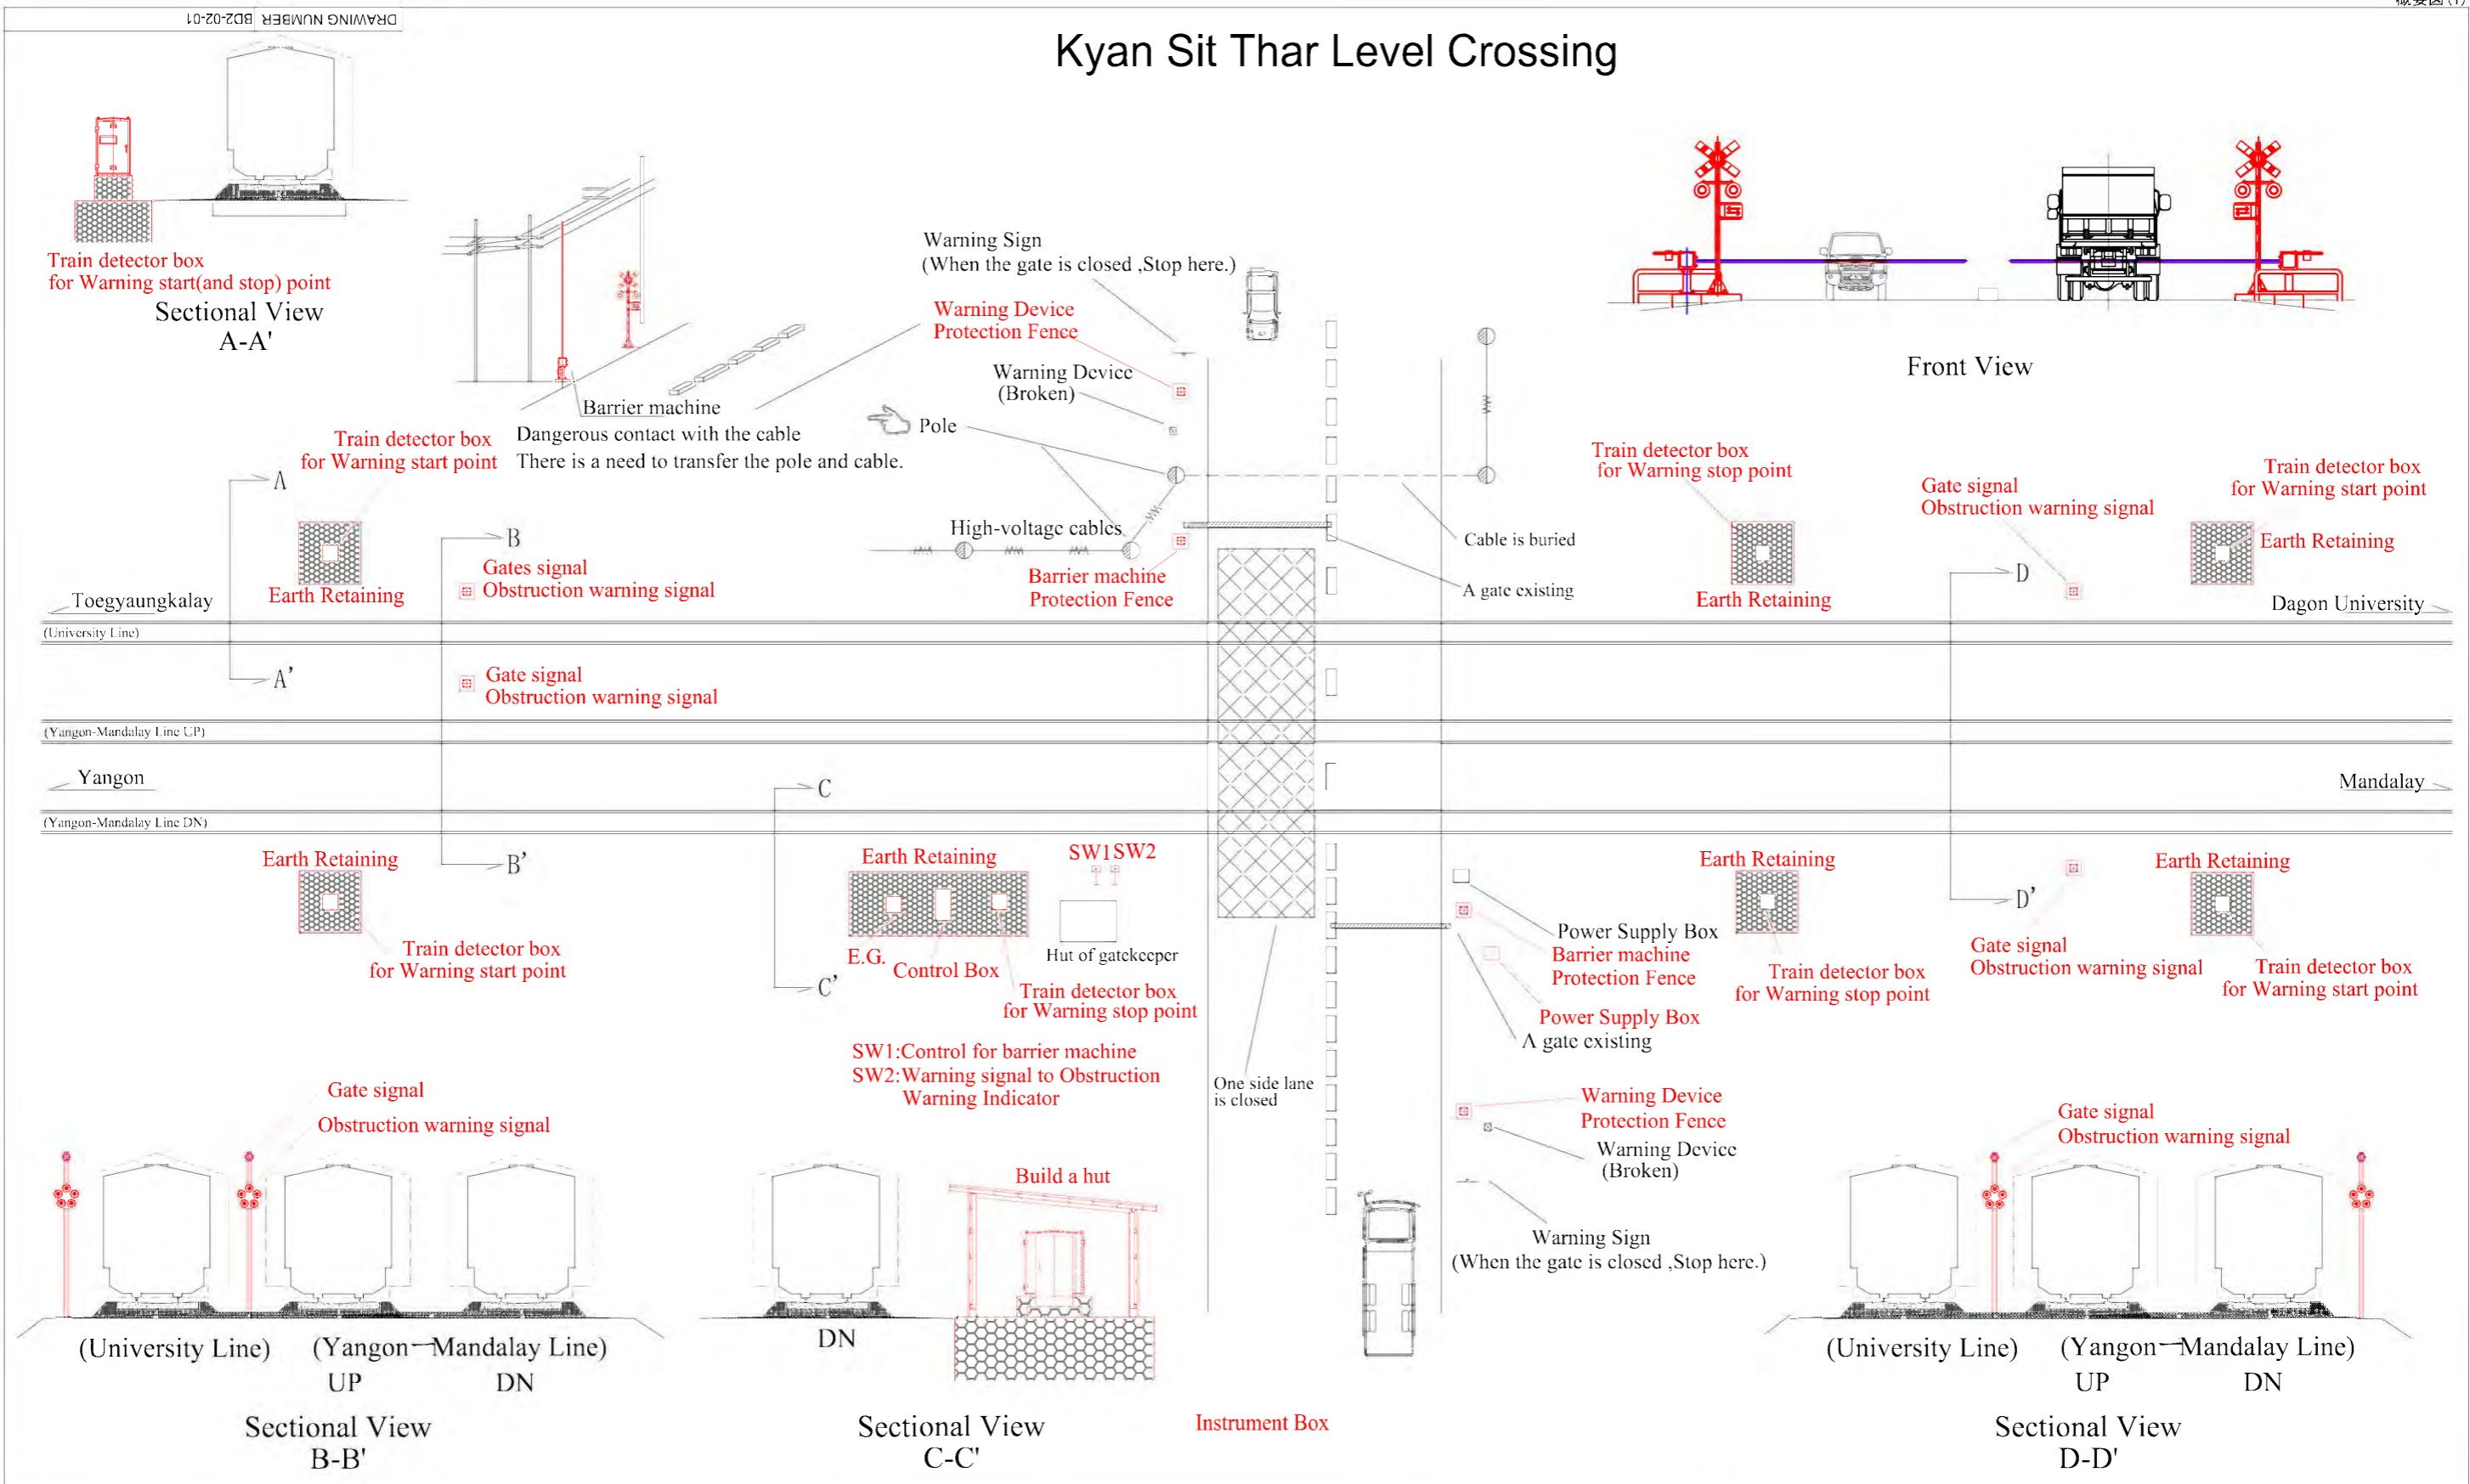 DRAWING NUMBER BD2-02-01
概要図(1)
Kyan Sit Thar Level Crossing
Train detector box
for Warning start(and stop) point
Sectional View
A-A'
Barrier machine
Dangerous contact with the cable
There is a need to transfer the pole and cable.
Warning Sign
(When the gate is closed ,Stop here.)
Warning Device
Protection Fence
Warning Device
(Broken)
Pole
High-voltage cables
Barrier machine
Protection Fence
Cable is buried
A gate existing
Front View
Train detector box
for Warning start point
A
Earth Retaining
B
Gates signal
Obstruction warning signal
Train detector box
for Warning stop point
Earth Retaining
Gate signal
Obstruction warning signal
Train detector box
for Warning start point
Earth Retaining
D
Toegyaungkalay
Dagon University
(University Line)
A'
Gate signal
Obstruction warning signal
(Yangon-Mandalay Line UP)
Yangon
C
Mandalay
(Yangon-Mandalay Line DN)
Earth Retaining
B'
Train detector box
for Warning start point
Earth Retaining
SW1SW2
E.G.
Control Box
Hut of gatekeeper
C'
Train detector box
for Warning stop point
SW1:Control for barrier machine
SW2:Warning signal to Obstruction
Warning Indicator
One side lane
is closed
Power Supply Box
Barrier machine
Protection Fence
Power Supply Box
A gate existing
Warning Device
Protection Fence
Warning Device
(Broken)
Warning Sign
(When the gate is closed ,Stop here.)
Earth Retaining
Train detector box
for Warning stop point
D'
Gate signal
Obstruction warning signal
Earth Retaining
Train detector box
for Warning start point
Gate signal
Obstruction warning signal
(University Line)
(Yangon-Mandalay Line)
UP
DN
Sectional View
B-B'
Build a hut
DN
Sectional View
C-C'
Instrument Box
Gate signal
Obstruction warning signal
(University Line)
(Yangon-Mandalay Line)
UP
DN
Sectional View
D-D'